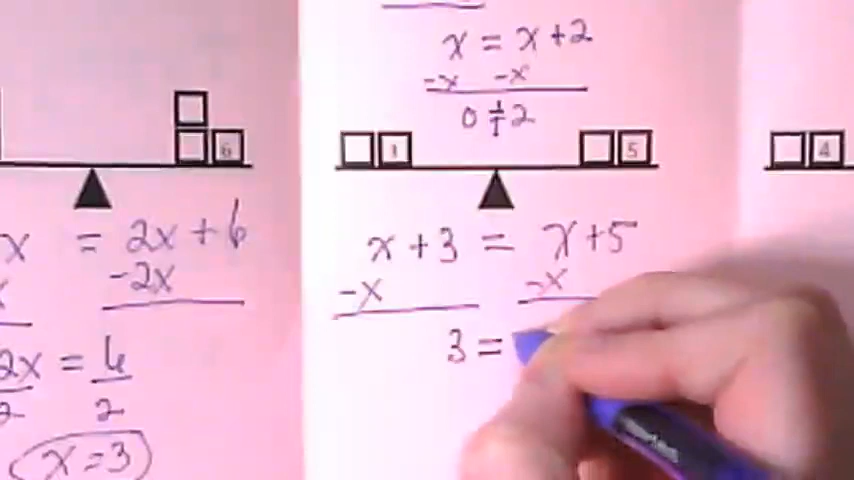 x = x + 2
-x -x
0 ≠ 2
6
1
5
4
x = 2x + 6
-2x
2x = 6
2 2
x = 3
x + 3 = x + 5
-x -x
3 =